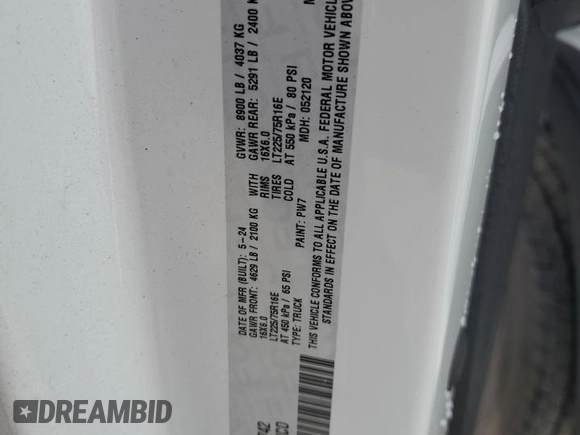 DATE OF MFR (BUILT): 5-24 GVWR: 8900 LB / 4037 KG
GAWR FRONT: 4629 LB / 2100 KG WITH GAWR REAR: 5291 LB / 2400
16X6.0 RIMS 16X6.0
LT225/75R16E TIRES LT225/75R16E
AT 450 kPa / 65 PSI COLD AT 550 kPa / 80 PSI
TYPE: TRUCK PAINT: PW7 MDH: 052120
THIS VEHICLE CONFORMS TO ALL APPLICABLE U.S.A. FEDERAL MOTOR
STANDARDS IN EFFECT ON THE DATE OF MANUFACTURE SHOWN
DREAMBID